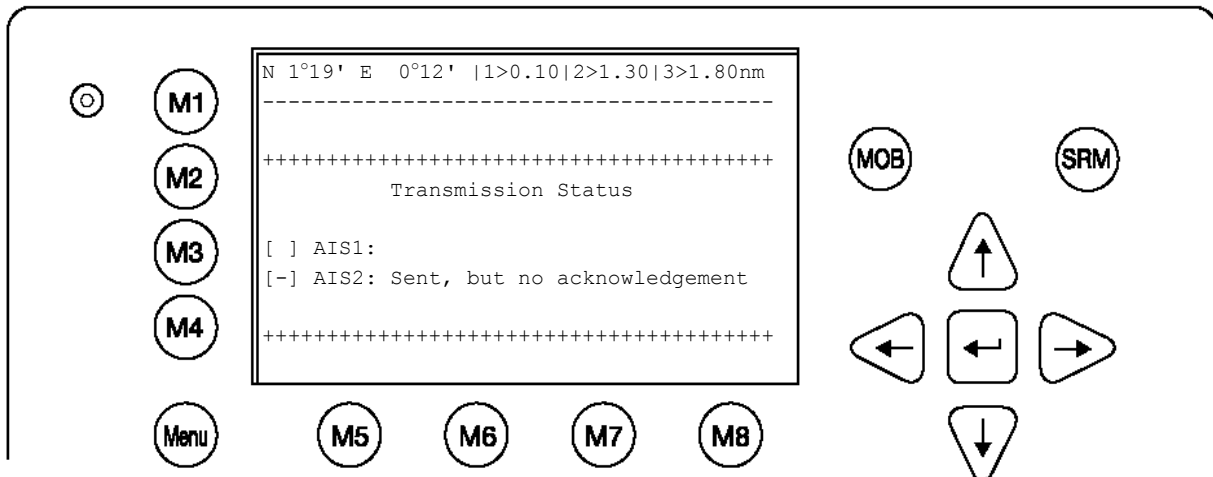 N 1°19' E  0°12' |1>0.10|2>1.30|3>1.80nm
----------------------------------------
++++++++++++++++++++++++++++++++++++++++
Transmission Status
[ ] AIS1:
[-] AIS2: Sent, but no acknowledgement
++++++++++++++++++++++++++++++++++++++++
M1
M2
M3
M4
Menu
M5
M6
M7
M8
MOB
SRM